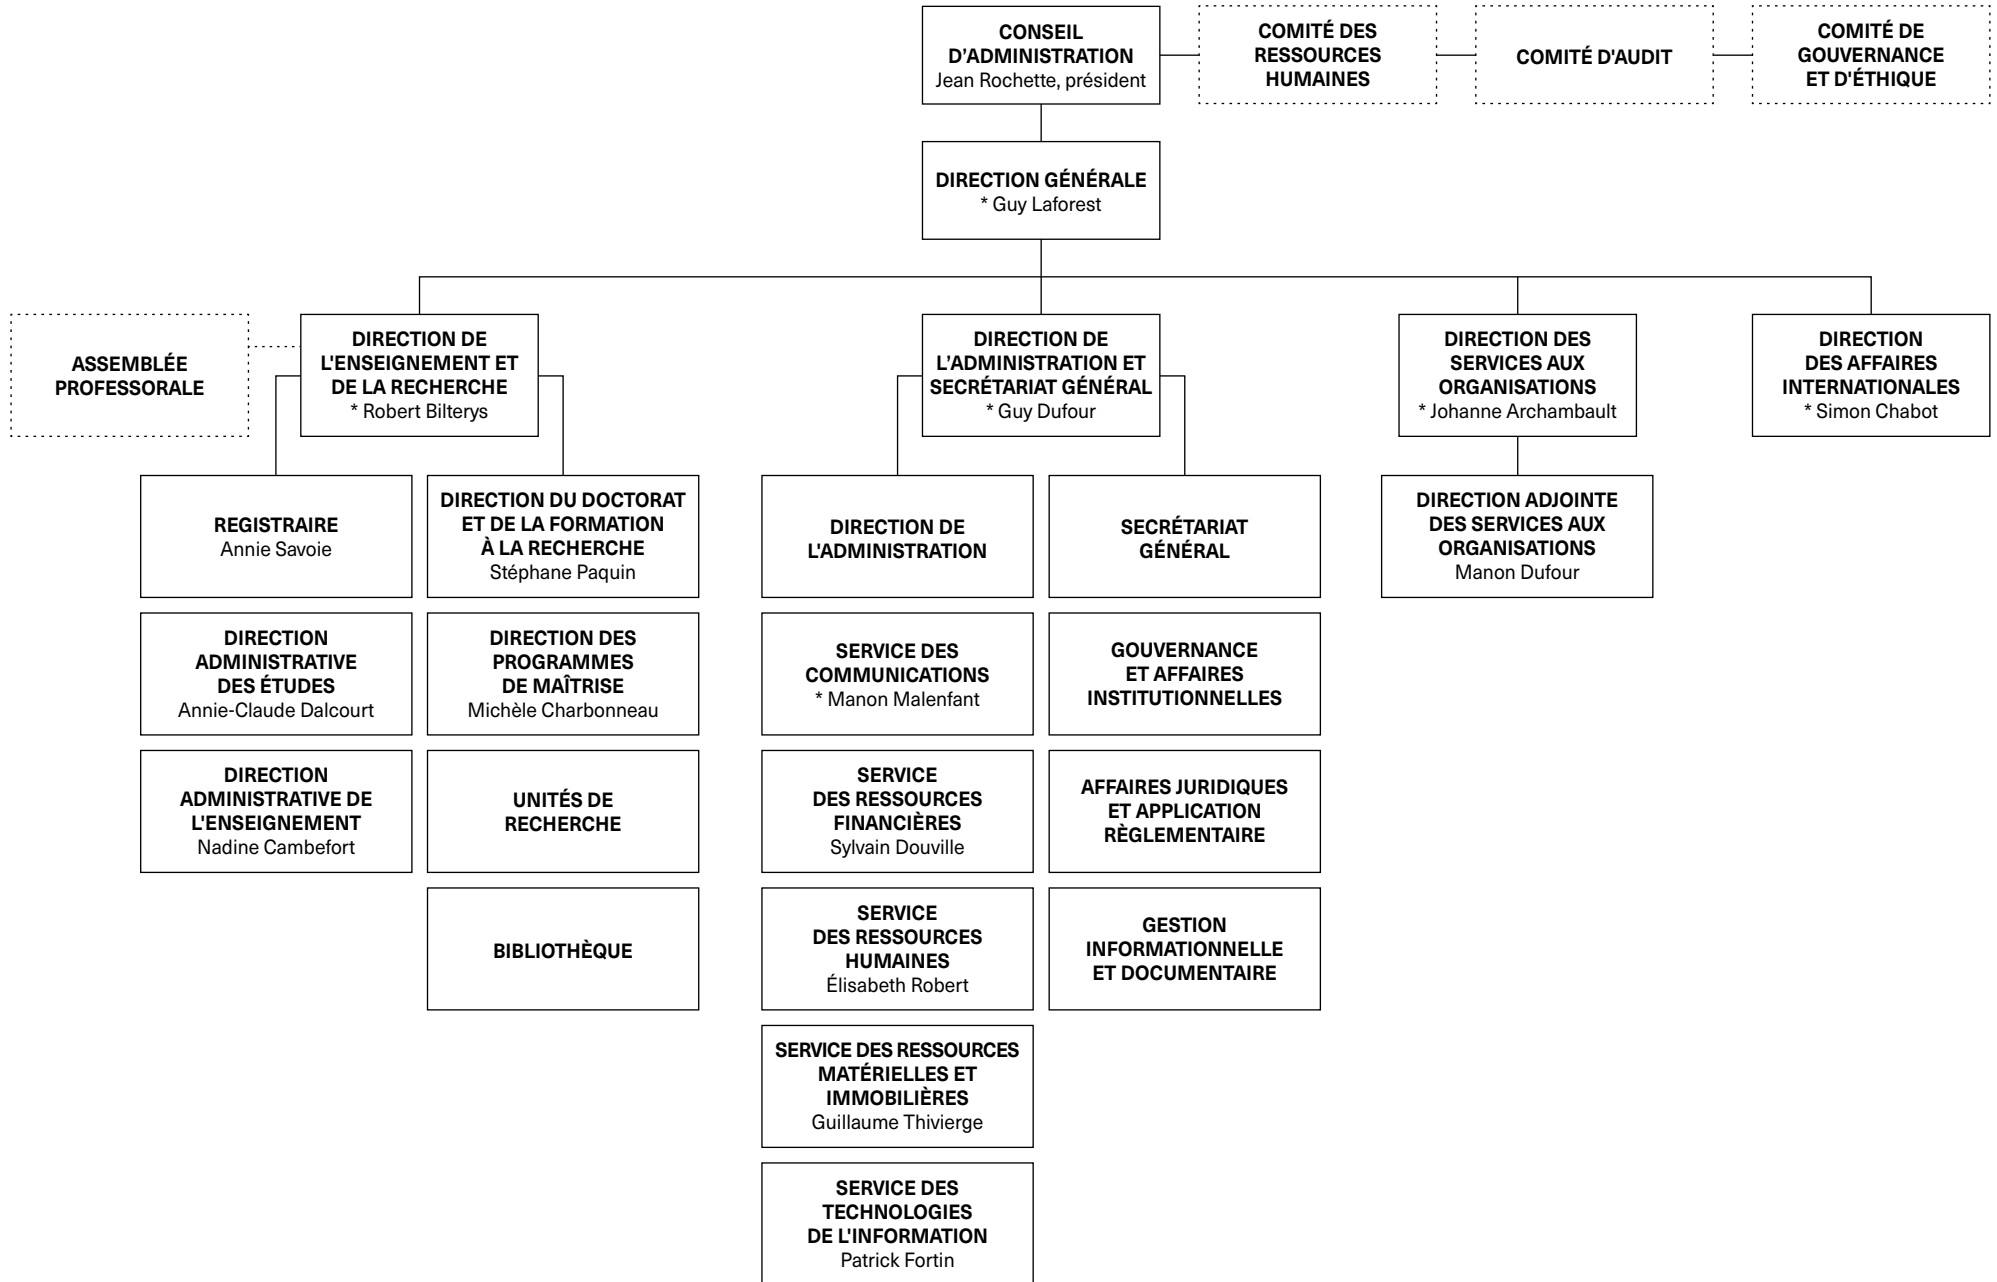 CONSEIL
D'ADMINISTRATION
Jean Rochette, président
COMITÉ DES
RESSOURCES
HUMAINES
COMITÉ D'AUDIT
COMITÉ DE
GOUVERNANCE
ET D'ÉTHIQUE
DIRECTION GÉNÉRALE
* Guy Laforest
ASSEMBLÉE
PROFESSORALE
DIRECTION DE
L'ENSEIGNEMENT ET
DE LA RECHERCHE
* Robert Bilterys
DIRECTION DE
L'ADMINISTRATION ET
SECRÉTARIAT GÉNÉRAL
* Guy Dufour
DIRECTION DES
SERVICES AUX
ORGANISATIONS
* Johanne Archambault
DIRECTION
DES AFFAIRES
INTERNATIONALES
* Simon Chabot
REGISTRAIRE
Annie Savoie
DIRECTION DU DOCTORAT
ET DE LA FORMATION
À LA RECHERCHE
Stéphane Paquin
DIRECTION DE
L'ADMINISTRATION
SECRÉTARIAT
GÉNÉRAL
DIRECTION ADJOINTE
DES SERVICES AUX
ORGANISATIONS
Manon Dufour
DIRECTION
ADMINISTRATIVE
DES ÉTUDES
Annie-Claude Dalcourt
DIRECTION DES
PROGRAMMES
DE MAÎTRISE
Michèle Charbonneau
SERVICE DES
COMMUNICATIONS
* Manon Malenfant
GOUVERNANCE
ET AFFAIRES
INSTITUTIONNELLES
DIRECTION
ADMINISTRATIVE DE
L'ENSEIGNEMENT
Nadine Cambefort
UNITÉS DE
RECHERCHE
SERVICE
DES RESSOURCES
FINANCIÈRES
Sylvain Douville
AFFAIRES JURIDIQUES
ET APPLICATION
RÈGLEMENTAIRE
BIBLIOTHÈQUE
SERVICE
DES RESSOURCES
HUMAINES
Élisabeth Robert
GESTION
INFORMATIONNELLE
ET DOCUMENTAIRE
SERVICE DES RESSOURCES
MATÉRIELLES ET
IMMOBILIÈRES
Guillaume Thivierge
SERVICE DES
TECHNOLOGIES
DE L'INFORMATION
Patrick Fortin